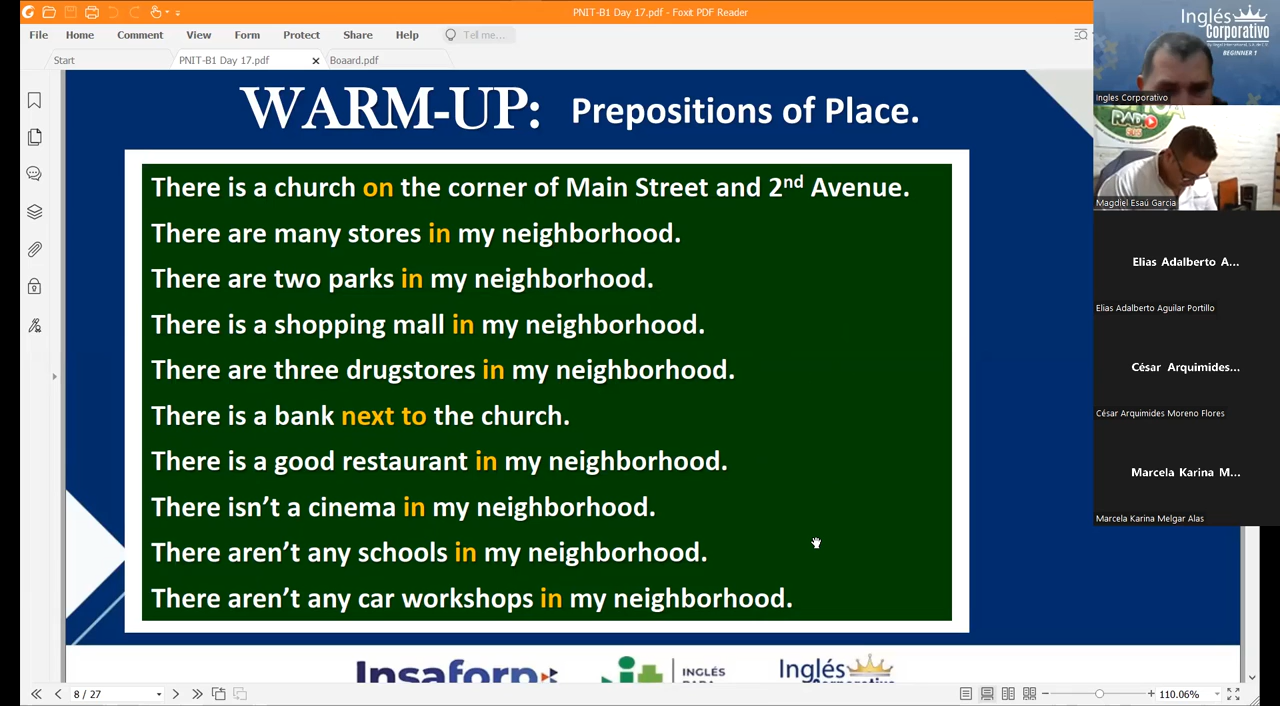 PNIT-B1 Day 17.pdf - Foxit PDF Reader
File Home Comment View Form Protect Share Help Tell me...
Start PNIT-B1 Day 17.pdf Boaard.pdf
WARM-UP: Prepositions of Place.
There is a church on the corner of Main Street and 2nd Avenue.
There are many stores in my neighborhood.
There are two parks in my neighborhood.
There is a shopping mall in my neighborhood.
There are three drugstores in my neighborhood.
There is a bank next to the church.
There is a good restaurant in my neighborhood.
There isn't a cinema in my neighborhood.
There aren't any schools in my neighborhood.
There aren't any car workshops in my neighborhood.
Insaforp
INGLÉS
Inglés
8 / 27
110.06%
Inglés
Corporativo
BEGINNER 1
Ingles Corporativo
RADIO
Magdiel Esaú Garcia
Elias Adalberto A...
Elias Adalberto Aguilar Portillo
César Arquimides...
César Arquimides Moreno Flores
Marcela Karina M...
Marcela Karina Melgar Alas